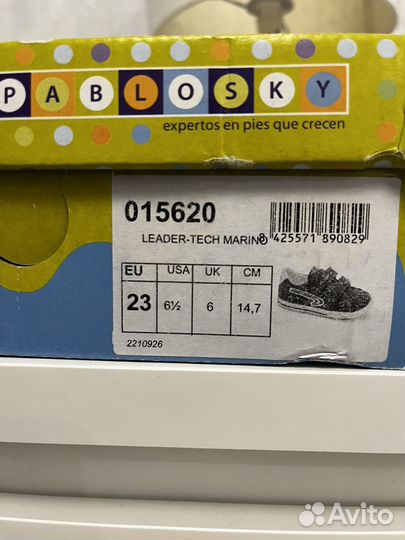 PABLOSKY
expertos en pies que crecen
015620
LEADER-TECH MARINO
8 425571 890829
EU USA UK CM
23 6½ 6 14,7
2210926
Avito